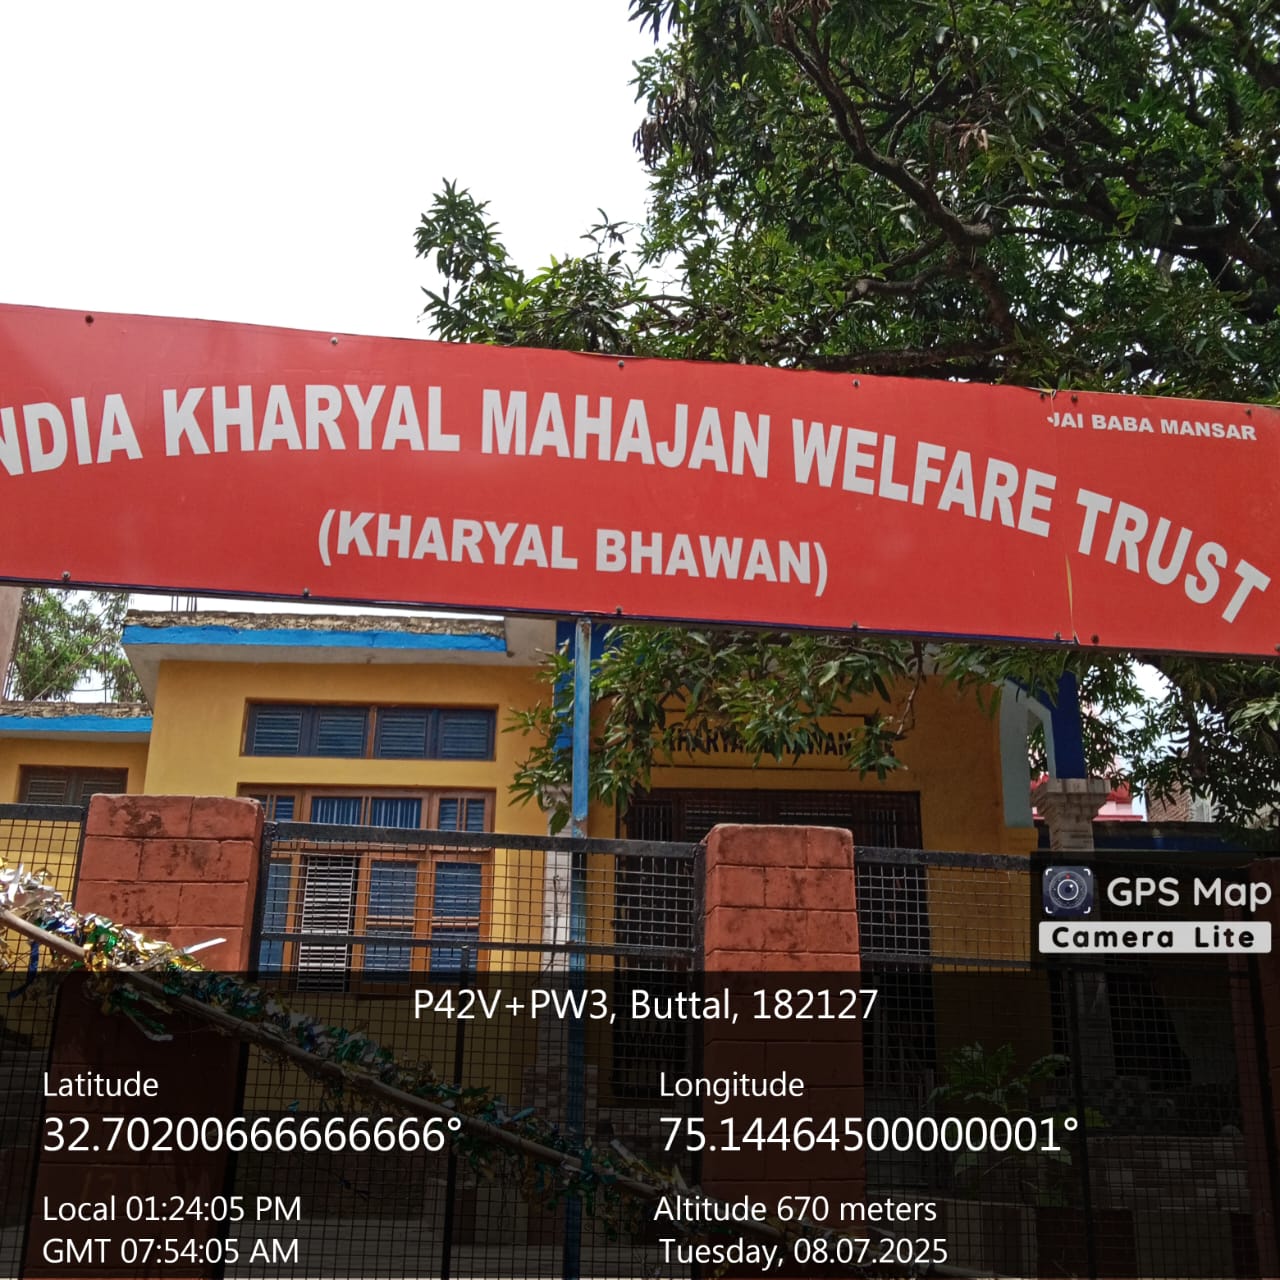 JAI BABA MANSAR
NDIA KHARYAL MAHAJAN WELFARE TRUST
(KHARYAL BHAWAN)
KHARYAL BHAWAN
GPS Map
Camera Lite
P42V+PW3, Buttal, 182127
Latitude
32.70200666666666°
Longitude
75.14464500000001°
Local 01:24:05 PM
GMT 07:54:05 AM
Altitude 670 meters
Tuesday, 08.07.2025